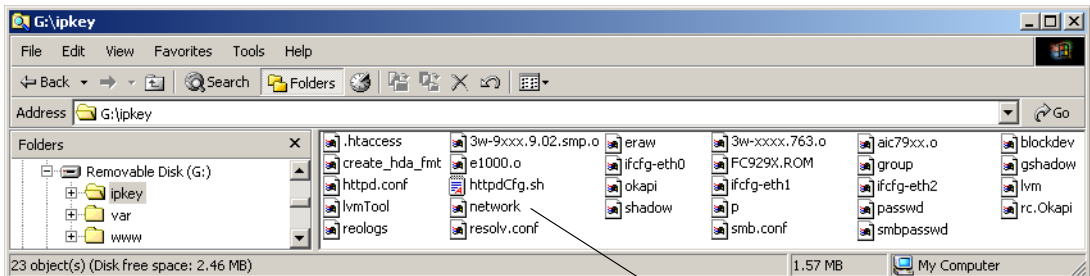 G:\ipkey
File Edit View Favorites Tools Help
Back Search Folders
Address G:\ipkey Go
Folders
Removable Disk (G:)
ipkey
var
www
.htaccess 3w-9xxx.9.02.smp.o eraw 3w-xxxx.763.o aic79xx.o blockdev
create_hda_fmt e1000.o ifcfg-eth0 FC929X.ROM group gshadow
httpd.conf httpdCfg.sh okapi ifcfg-eth1 ifcfg-eth2 lvm
lvmTool network shadow p passwd rc.Okapi
reologs resolv.conf smb.conf smbpasswd
23 object(s) (Disk free space: 2.46 MB) 1.57 MB My Computer